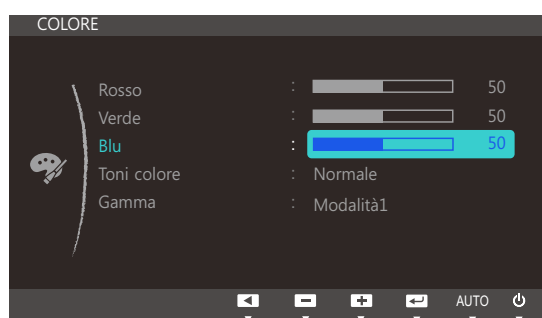 COLORE
Rosso : 50
Verde : 50
Blu : 50
Toni colore : Normale
Gamma : Modalità1
AUTO